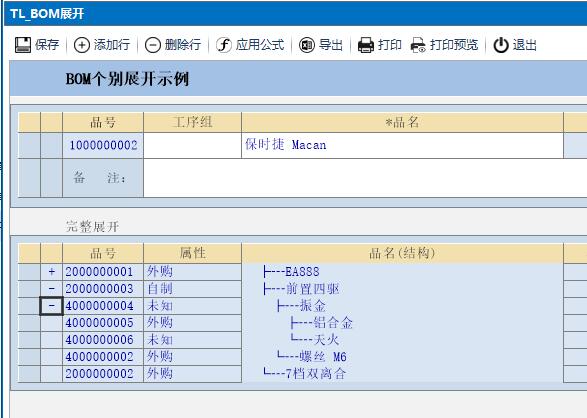 TL_BOM展开
保存 添加行 删除行 应用公式 导出 打印 打印预览 退出
BOM个别展开示例
品号 工序组 *品名
1000000002 保时捷 Macan
备 注：
完整展开
品号 属性 品名(结构)
+ 2000000001 外购 ├---EA888
- 2000000003 自制 ├---前置四驱
- 4000000004 未知 ├---振金
4000000005 外购 ├---铝合金
4000000006 未知 └---天火
4000000002 外购 └---螺丝 M6
2000000002 外购 └---7档双离合